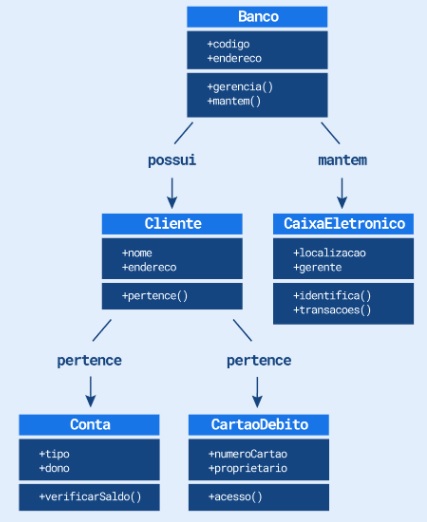 Banco
+codigo
+endereco
+gerencia()
+mantem()
possui
mantem
Cliente
+nome
+endereco
+pertence()
CaixaEletronico
+localizacao
+gerente
+identifica()
+transacoes()
pertence
pertence
Conta
+tipo
+dono
+verificarSaldo()
CartaoDebito
+numeroCartao
+proprietario
+acesso()